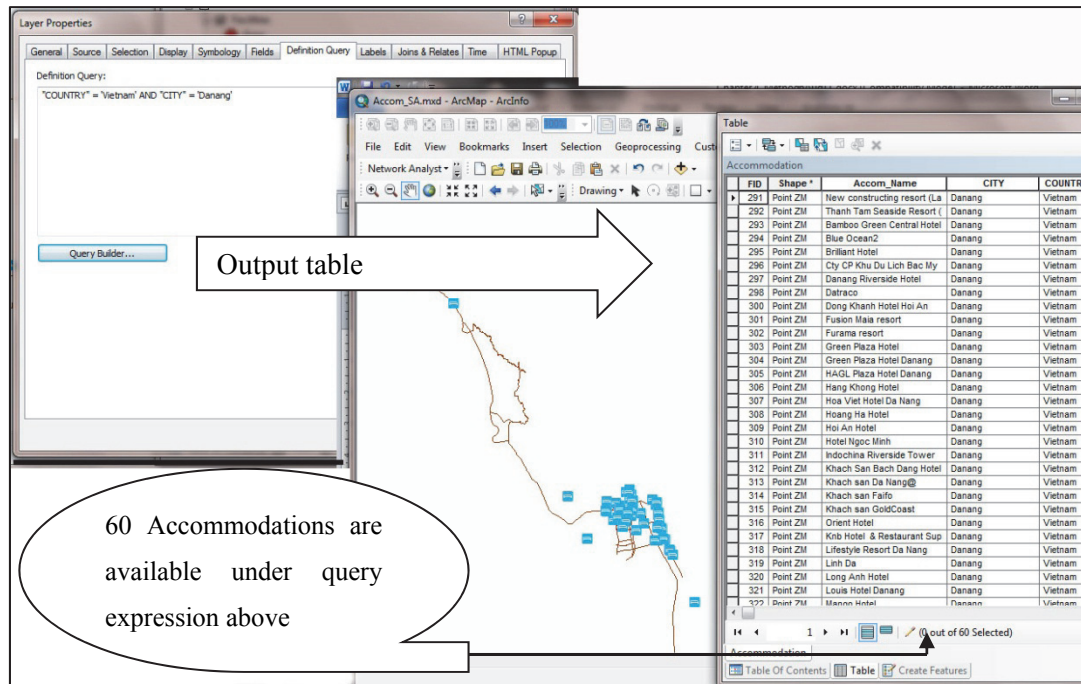 Layer Properties
General Source Selection Display Symbology Fields Definition Query Labels Joins & Relates Time HTML Popup
Definition Query:
"COUNTRY" = 'Vietnam' AND "CITY" = 'Danang'
Query Builder...
Output table
60 Accommodations are
available under query
expression above
Accom_SA.mxd - ArcMap - ArcInfo
100%
File Edit View Bookmarks Insert Selection Geoprocessing Cust
Network Analyst
Drawing
Table
Accommodation
FID Shape * Accom_Name CITY COUNTR
291 Point ZM New constructing resort (La Danang Vietnam
292 Point ZM Thanh Tam Seaside Resort ( Danang Vietnam
293 Point ZM Bamboo Green Central Hotel Danang Vietnam
294 Point ZM Blue Ocean2 Danang Vietnam
295 Point ZM Brilliant Hotel Danang Vietnam
296 Point ZM Cty CP Khu Du Lich Bac My Danang Vietnam
297 Point ZM Danang Riverside Hotel Danang Vietnam
298 Point ZM Datraco Danang Vietnam
300 Point ZM Dong Khanh Hotel Hoi An Danang Vietnam
301 Point ZM Fusion Maia resort Danang Vietnam
302 Point ZM Furama resort Danang Vietnam
303 Point ZM Green Plaza Hotel Danang Vietnam
304 Point ZM Green Plaza Hotel Danang Danang Vietnam
305 Point ZM HAGL Plaza Hotel Danang Danang Vietnam
306 Point ZM Hang Khong Hotel Danang Vietnam
307 Point ZM Hoa Viet Hotel Da Nang Danang Vietnam
308 Point ZM Hoang Ha Hotel Danang Vietnam
309 Point ZM Hoi An Hotel Danang Vietnam
310 Point ZM Hotel Ngoc Minh Danang Vietnam
311 Point ZM Indochina Riverside Tower Danang Vietnam
312 Point ZM Khach San Bach Dang Hotel Danang Vietnam
313 Point ZM Khach san Da Nang@ Danang Vietnam
314 Point ZM Khach san Faifo Danang Vietnam
315 Point ZM Khach san GoldCoast Danang Vietnam
316 Point ZM Orient Hotel Danang Vietnam
317 Point ZM Knb Hotel & Restaurant Sup Danang Vietnam
318 Point ZM Lifestyle Resort Da Nang Danang Vietnam
319 Point ZM Linh Da Danang Vietnam
320 Point ZM Long Anh Hotel Danang Vietnam
321 Point ZM Louis Hotel Danang Danang Vietnam
322 Point ZM Mango Hotel Danang Vietnam
1 (0 out of 60 Selected)
Accommodation
Table Of Contents Table Create Features